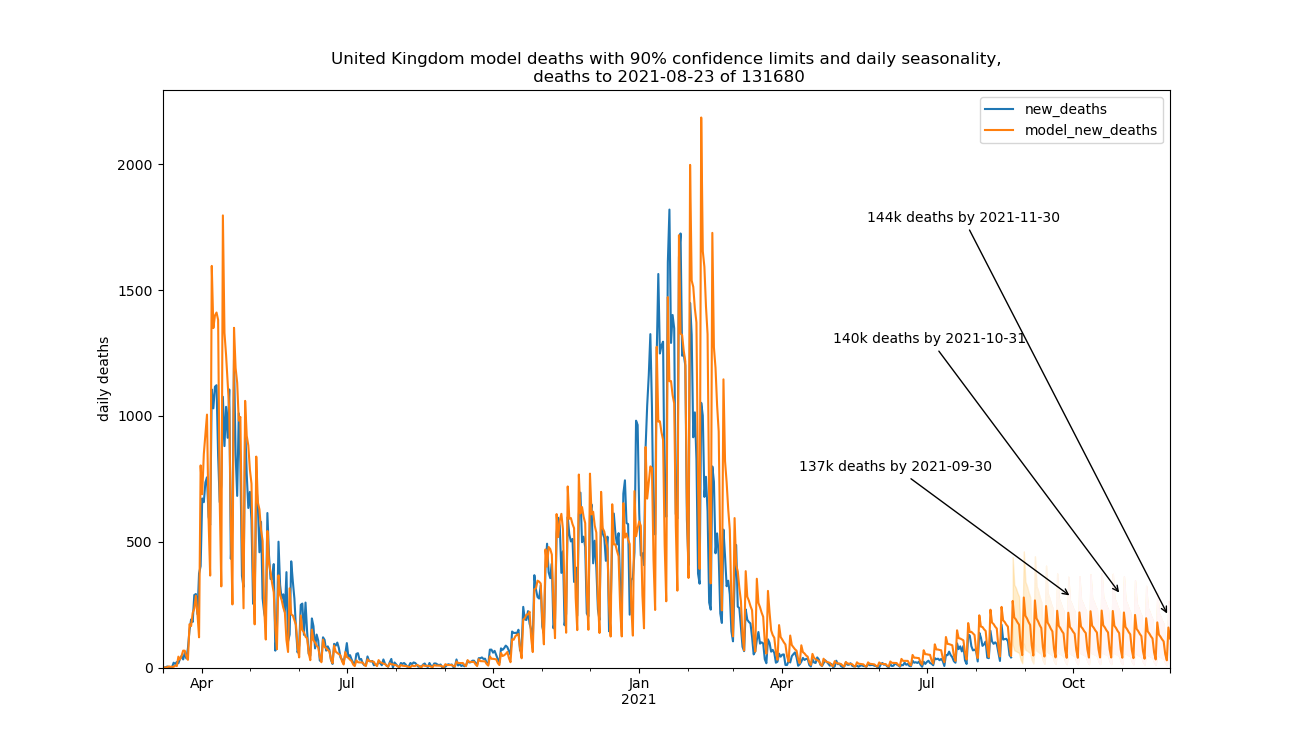 United Kingdom model deaths with 90% confidence limits and daily seasonality,
deaths to 2021-08-23 of 131680
new_deaths
model_new_deaths
2000
1500
1000
500
0
daily deaths
144k deaths by 2021-11-30
140k deaths by 2021-10-31
137k deaths by 2021-09-30
Apr Jul Oct Jan Apr Jul Oct
2021